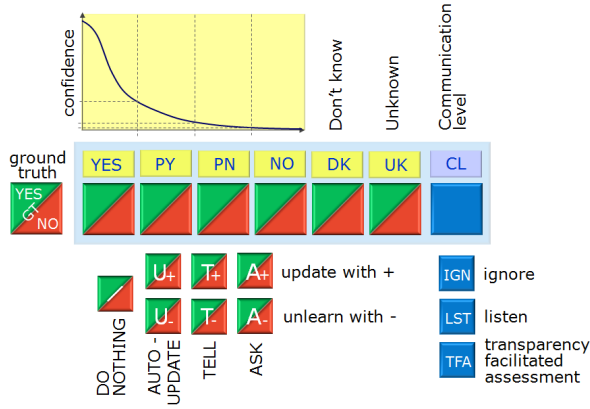 confidence
Don't know
Unknown
Communication
level
ground
truth
YES
PY
PN
NO
DK
UK
CL
YES
GT
NO
U+
T+
A+
update with +
IGN
ignore
U-
T-
A-
unlearn with -
LST
listen
DO
NOTHING
AUTO -
UPDATE
TELL
ASK
TFA
transparency
facilitated
assessment